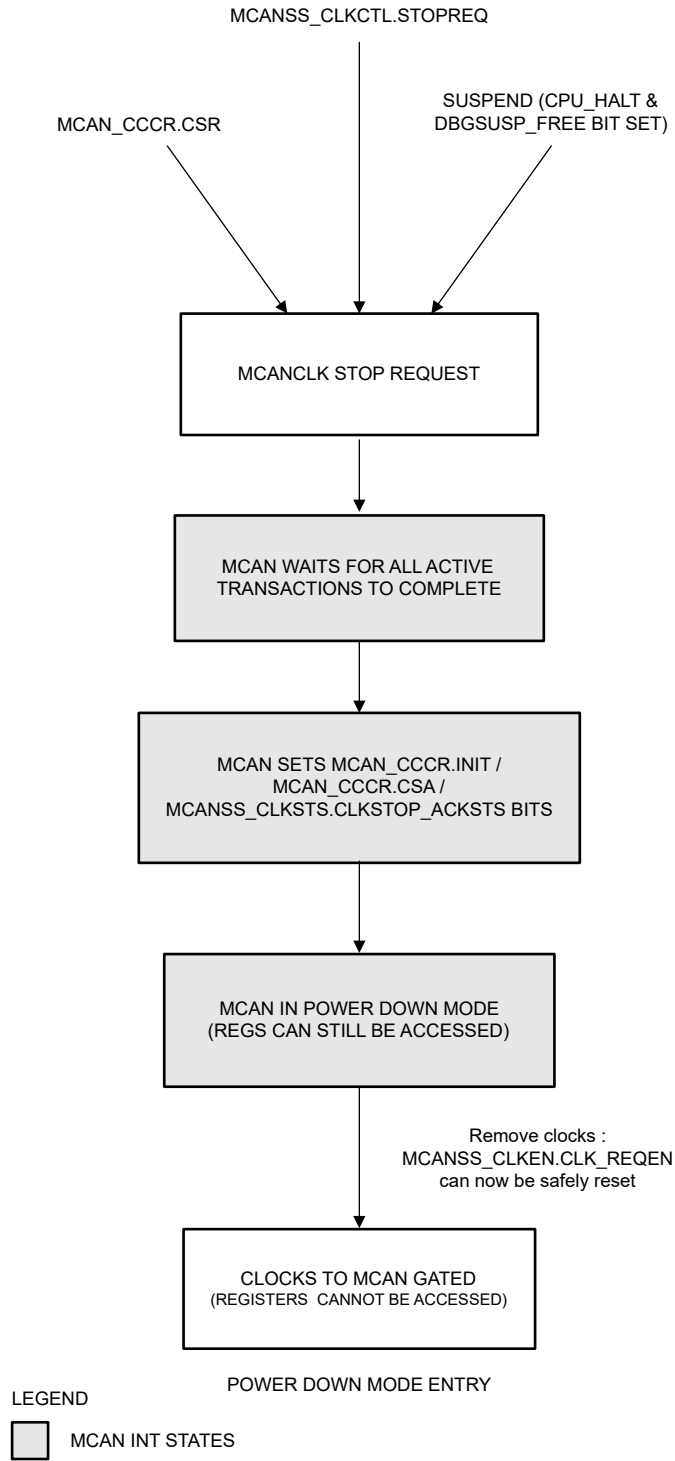 MCANSS_CLKCTL.STOPREQ
MCAN_CCCR.CSR
SUSPEND (CPU_HALT &
DBGSUSP_FREE BIT SET)
MCANCLK STOP REQUEST
MCAN WAITS FOR ALL ACTIVE
TRANSACTIONS TO COMPLETE
MCAN SETS MCAN_CCCR.INIT /
MCAN_CCCR.CSA /
MCANSS_CLKSTS.CLKSTOP_ACKSTS BITS
MCAN IN POWER DOWN MODE
(REGS CAN STILL BE ACCESSED)
Remove clocks :
MCANSS_CLKEN.CLK_REQEN
can now be safely reset
CLOCKS TO MCAN GATED
(REGISTERS CANNOT BE ACCESSED)
POWER DOWN MODE ENTRY
LEGEND
MCAN INT STATES